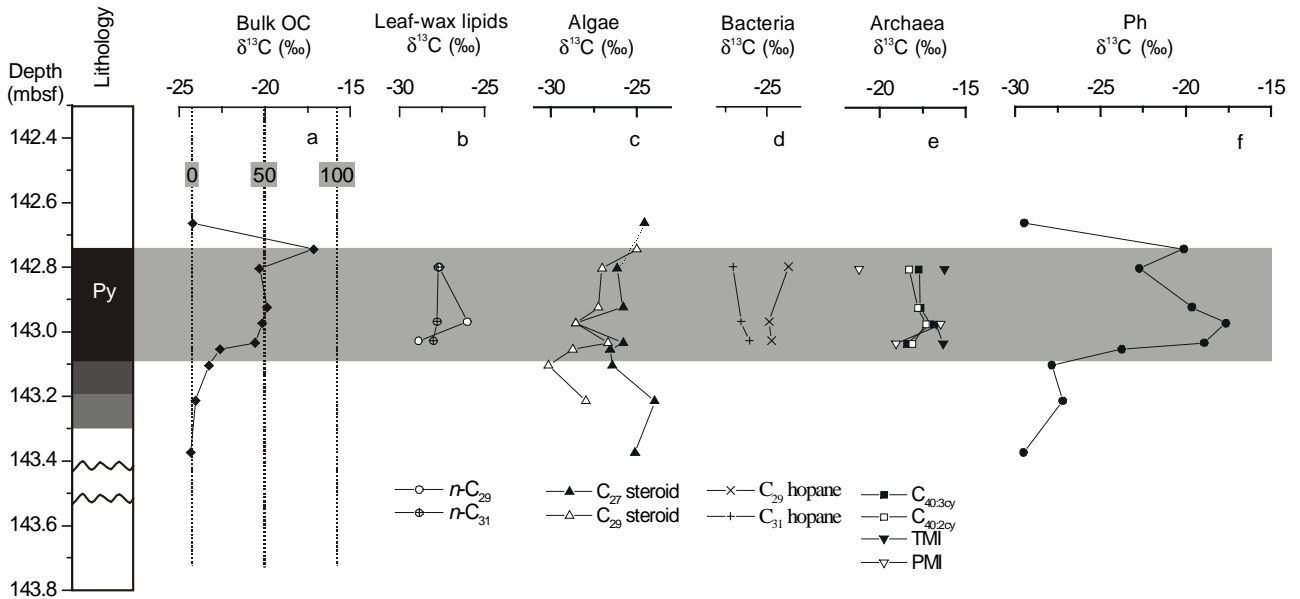 Bulk OC
δ13C (‰)
Leaf-wax lipids
δ13C (‰)
Algae
δ13C (‰)
Bacteria
δ13C (‰)
Archaea
δ13C (‰)
Ph
δ13C (‰)
Depth
(mbsf)
Lithology
-25 -20 -15
-30 -25
-30 -25
-25
-20 -15
-30 -25 -20 -15
a b c d e f
0 50 100
142.4
142.6
142.8
143.0
143.2
143.4
143.6
143.8
Py
n-C29
n-C31
C27 steroid
C29 steroid
C29 hopane
C31 hopane
C40:3cy
C40:2cy
TMI
PMI